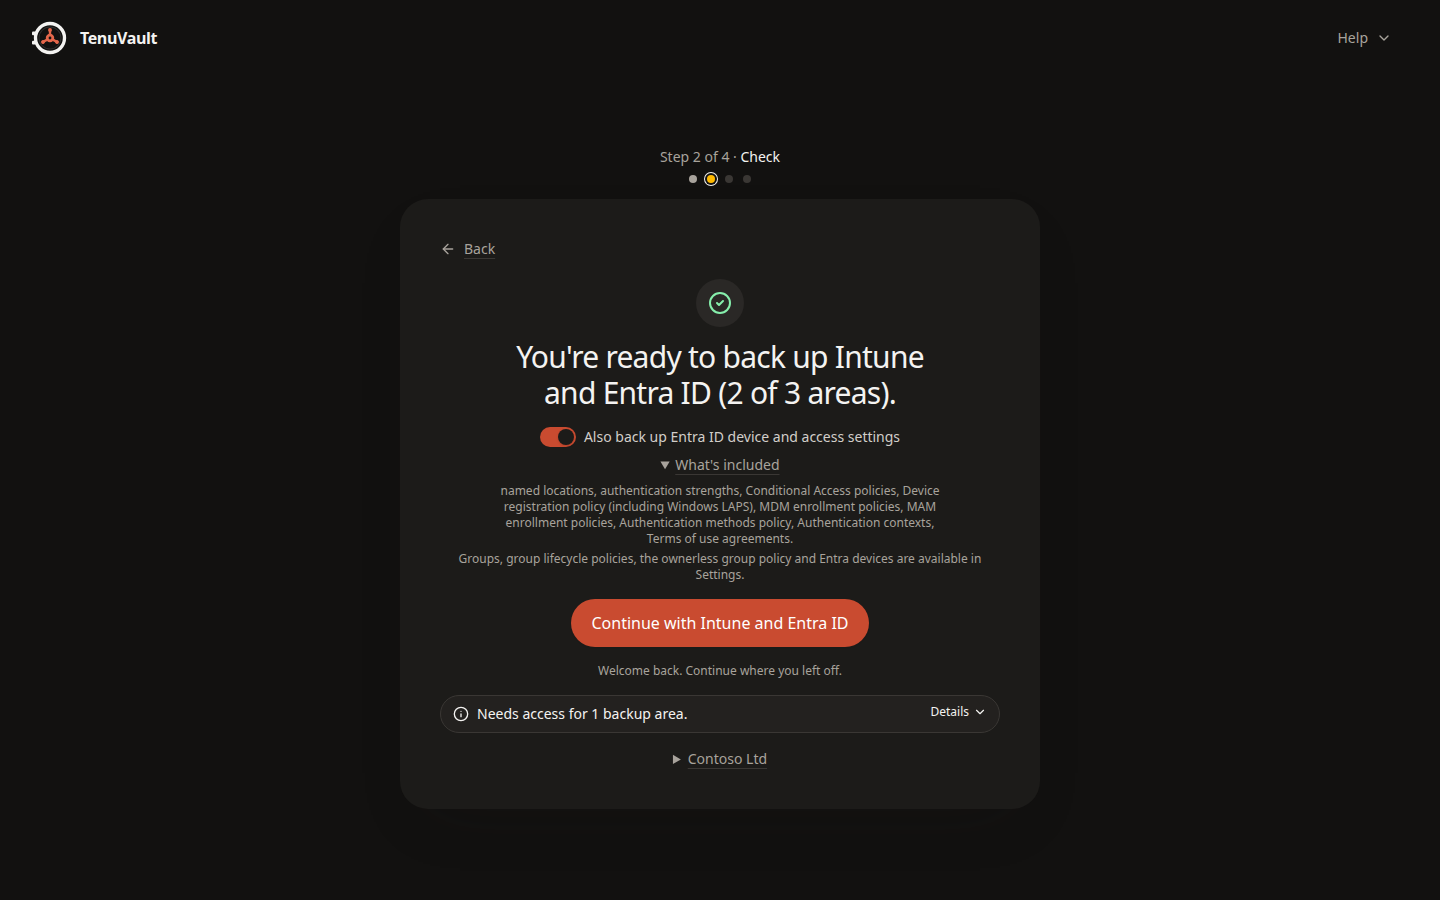 TenuVault
Help
Step 2 of 4 · Check
Back
You're ready to back up Intune
and Entra ID (2 of 3 areas).
Also back up Entra ID device and access settings
What's included
named locations, authentication strengths, Conditional Access policies, Device
registration policy (including Windows LAPS), MDM enrollment policies, MAM
enrollment policies, Authentication methods policy, Authentication contexts,
Terms of use agreements.
Groups, group lifecycle policies, the ownerless group policy and Entra devices are available in
Settings.
Continue with Intune and Entra ID
Welcome back. Continue where you left off.
Needs access for 1 backup area.
Details
Contoso Ltd